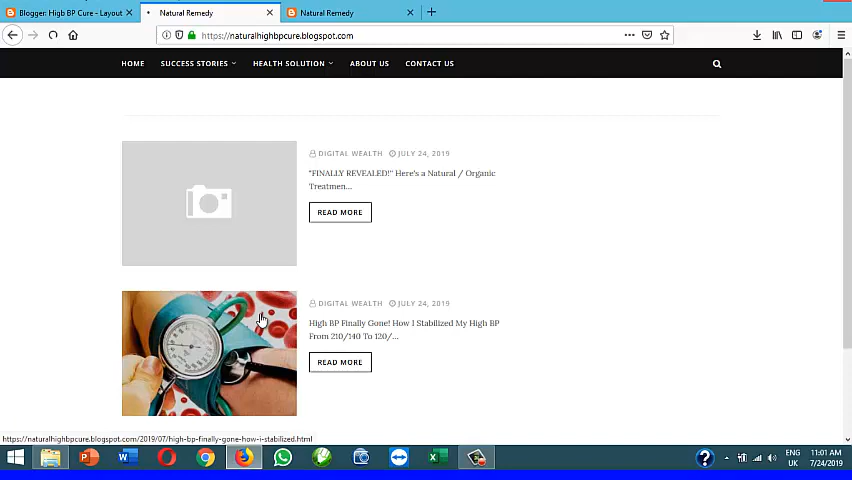 Blogger: Higb BP Cure - Layout
Natural Remedy
Natural Remedy
https://naturalhighbpcure.blogspot.com
HOME SUCCESS STORIES HEALTH SOLUTION ABOUT US CONTACT US
DIGITAL WEALTH JULY 24, 2019
"FINALLY REVEALED!" Here's a Natural / Organic
Treatmen...
READ MORE
DIGITAL WEALTH JULY 24, 2019
High BP Finally Gone! How I Stabilized My High BP
From 210/140 To 120/...
READ MORE
https://naturalhighbpcure.blogspot.com/2019/07/high-bp-finally-gone-how-i-stabilized.html
ENG 11:01 AM
UK 7/24/2019